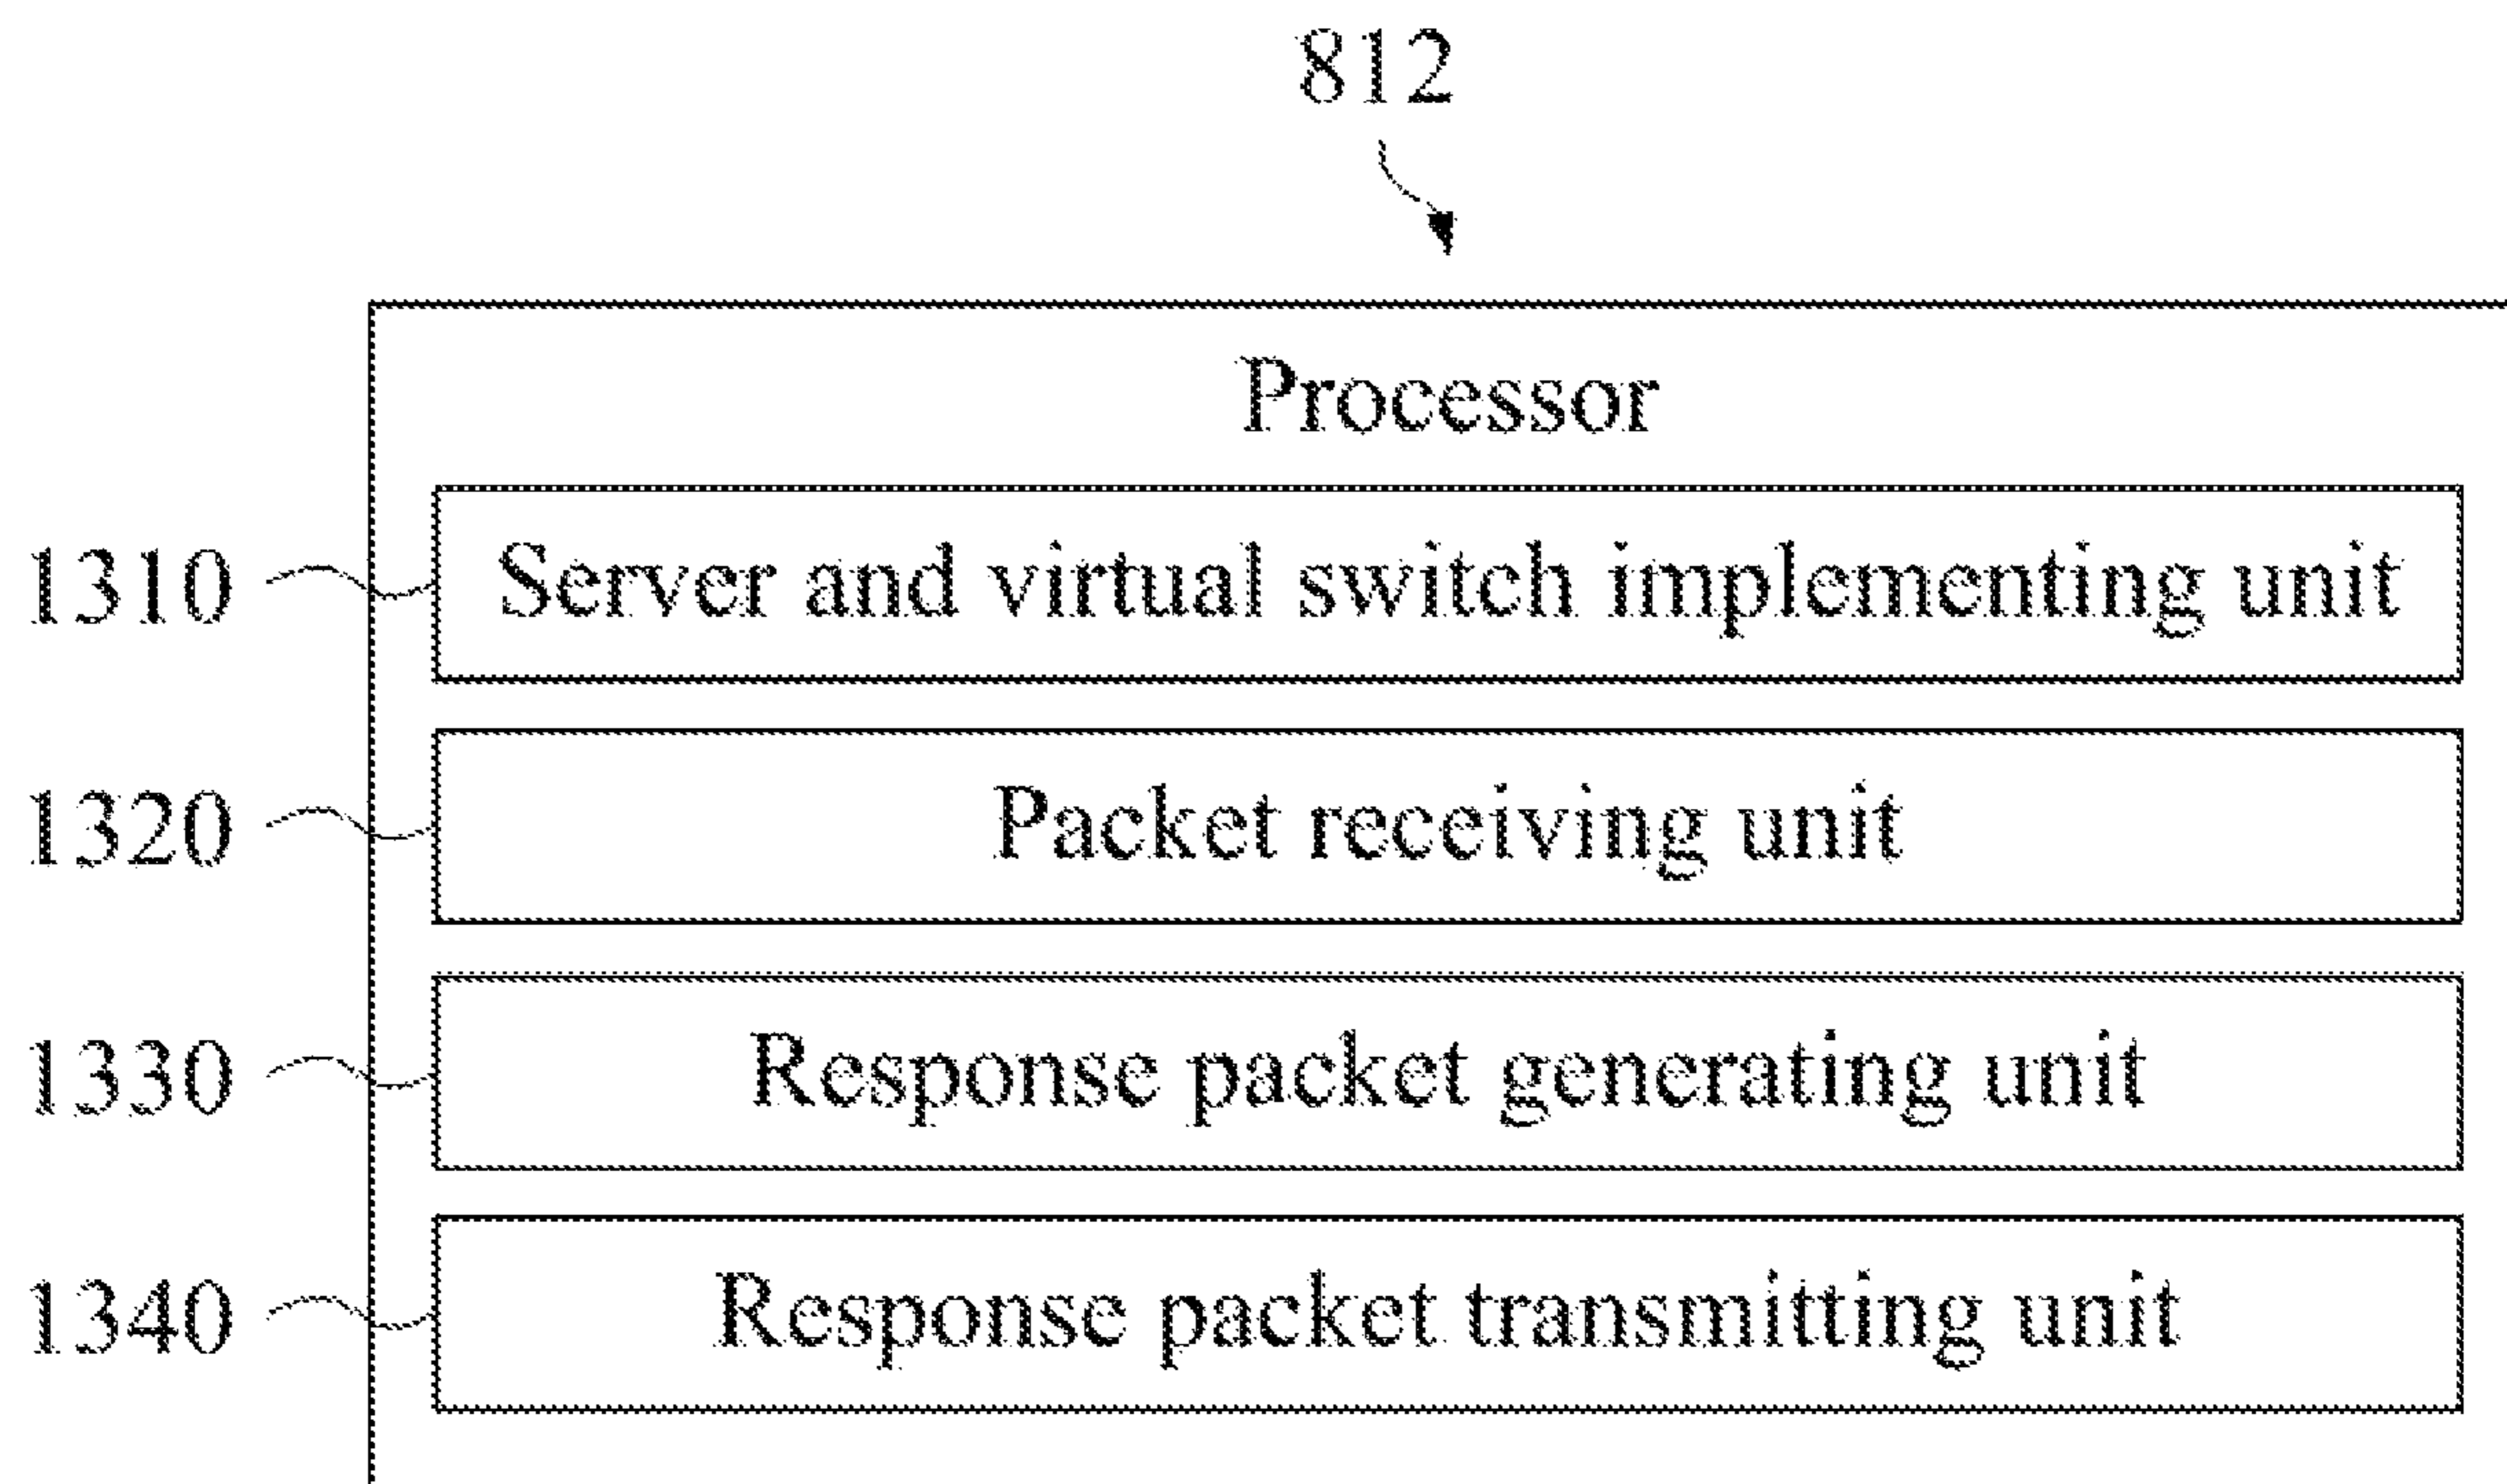 812
Processor
1310 Server and virtual switch implementing unit
1320 Packet receiving unit
1330 Response packet generating unit
1340 Response packet transmitting unit